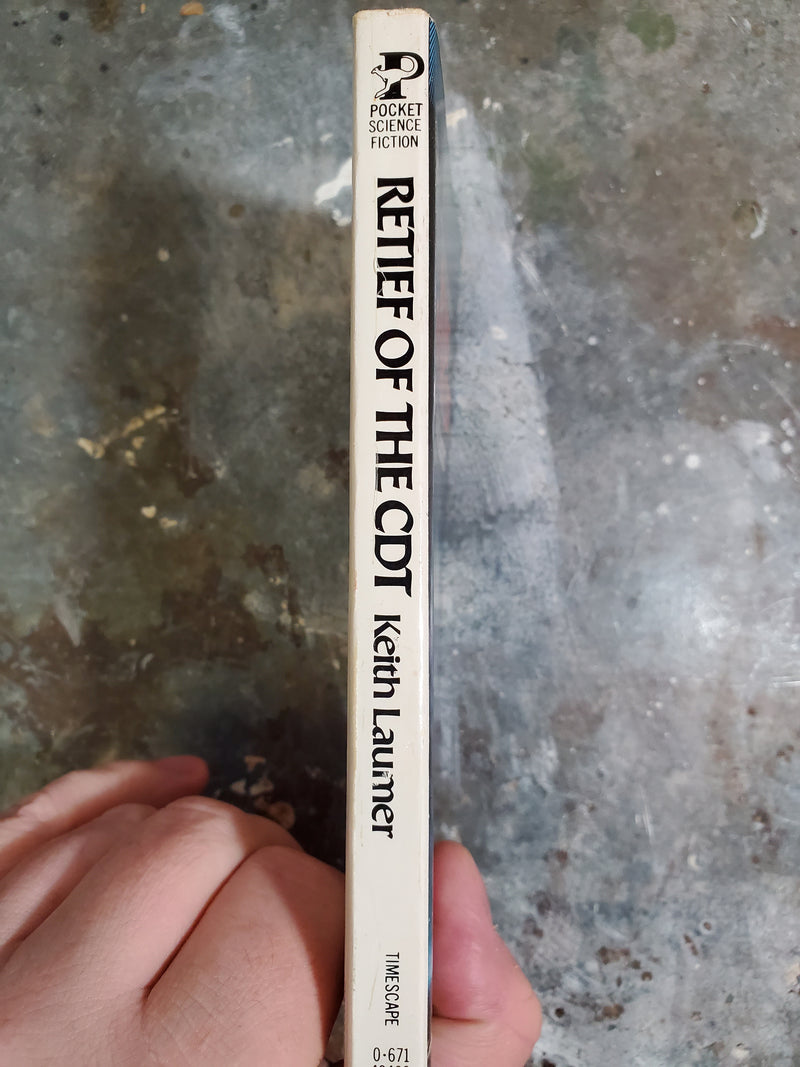 POCKET
SCIENCE
FICTION
RETIEF OF THE CDT Keith Laumer
TIMESCAPE
0·671